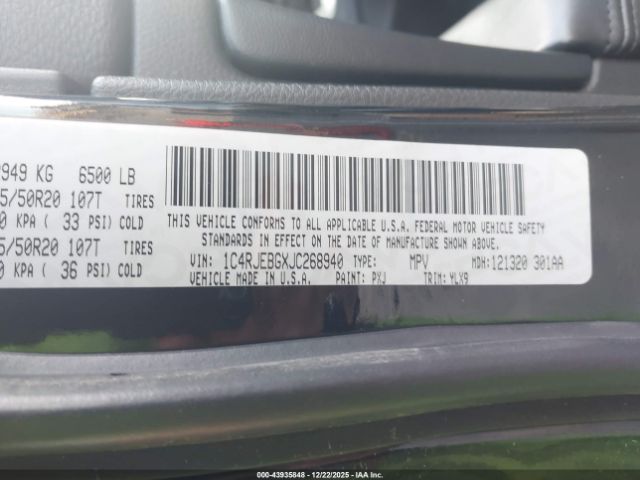 949 KG 6500 LB
5/50R20 107T TIRES
0 KPA ( 33 PSI) COLD
5/50R20 107T TIRES
0 KPA ( 36 PSI) COLD
THIS VEHICLE CONFORMS TO ALL APPLICABLE U.S.A. FEDERAL MOTOR VEHICLE SAFETY
STANDARDS IN EFFECT ON THE DATE OF MANUFACTURE SHOWN ABOVE.
VIN: 1C4RJEBGXJC268940 TYPE: MPV MDH: 121320 301AA
VEHICLE MADE IN U.S.A. PAINT: PXJ TRIM: YLX9
000-43935848 12/22/2025 - IAA Inc.